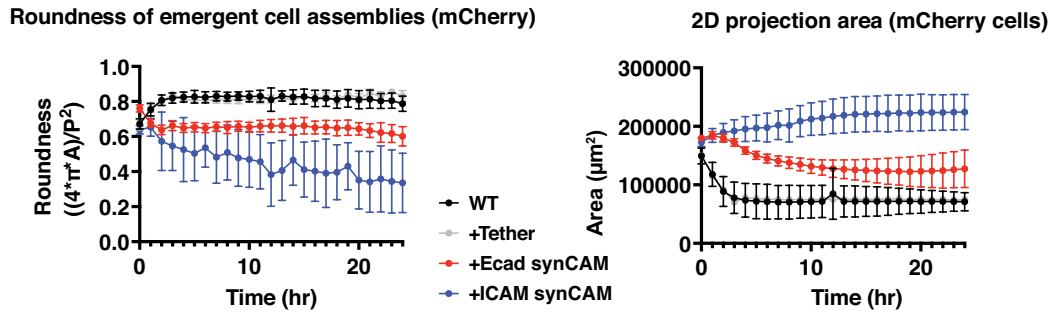 Roundness of emergent cell assemblies (mCherry)
Roundness
((4*π*A)/P²)
1.0
0.8
0.6
0.4
0.2
0.0
0
10
20
Time (hr)
WT
+Tether
+Ecad synCAM
+ICAM synCAM
2D projection area (mCherry cells)
Area (µm²)
300000
200000
100000
0
0
10
20
Time (hr)